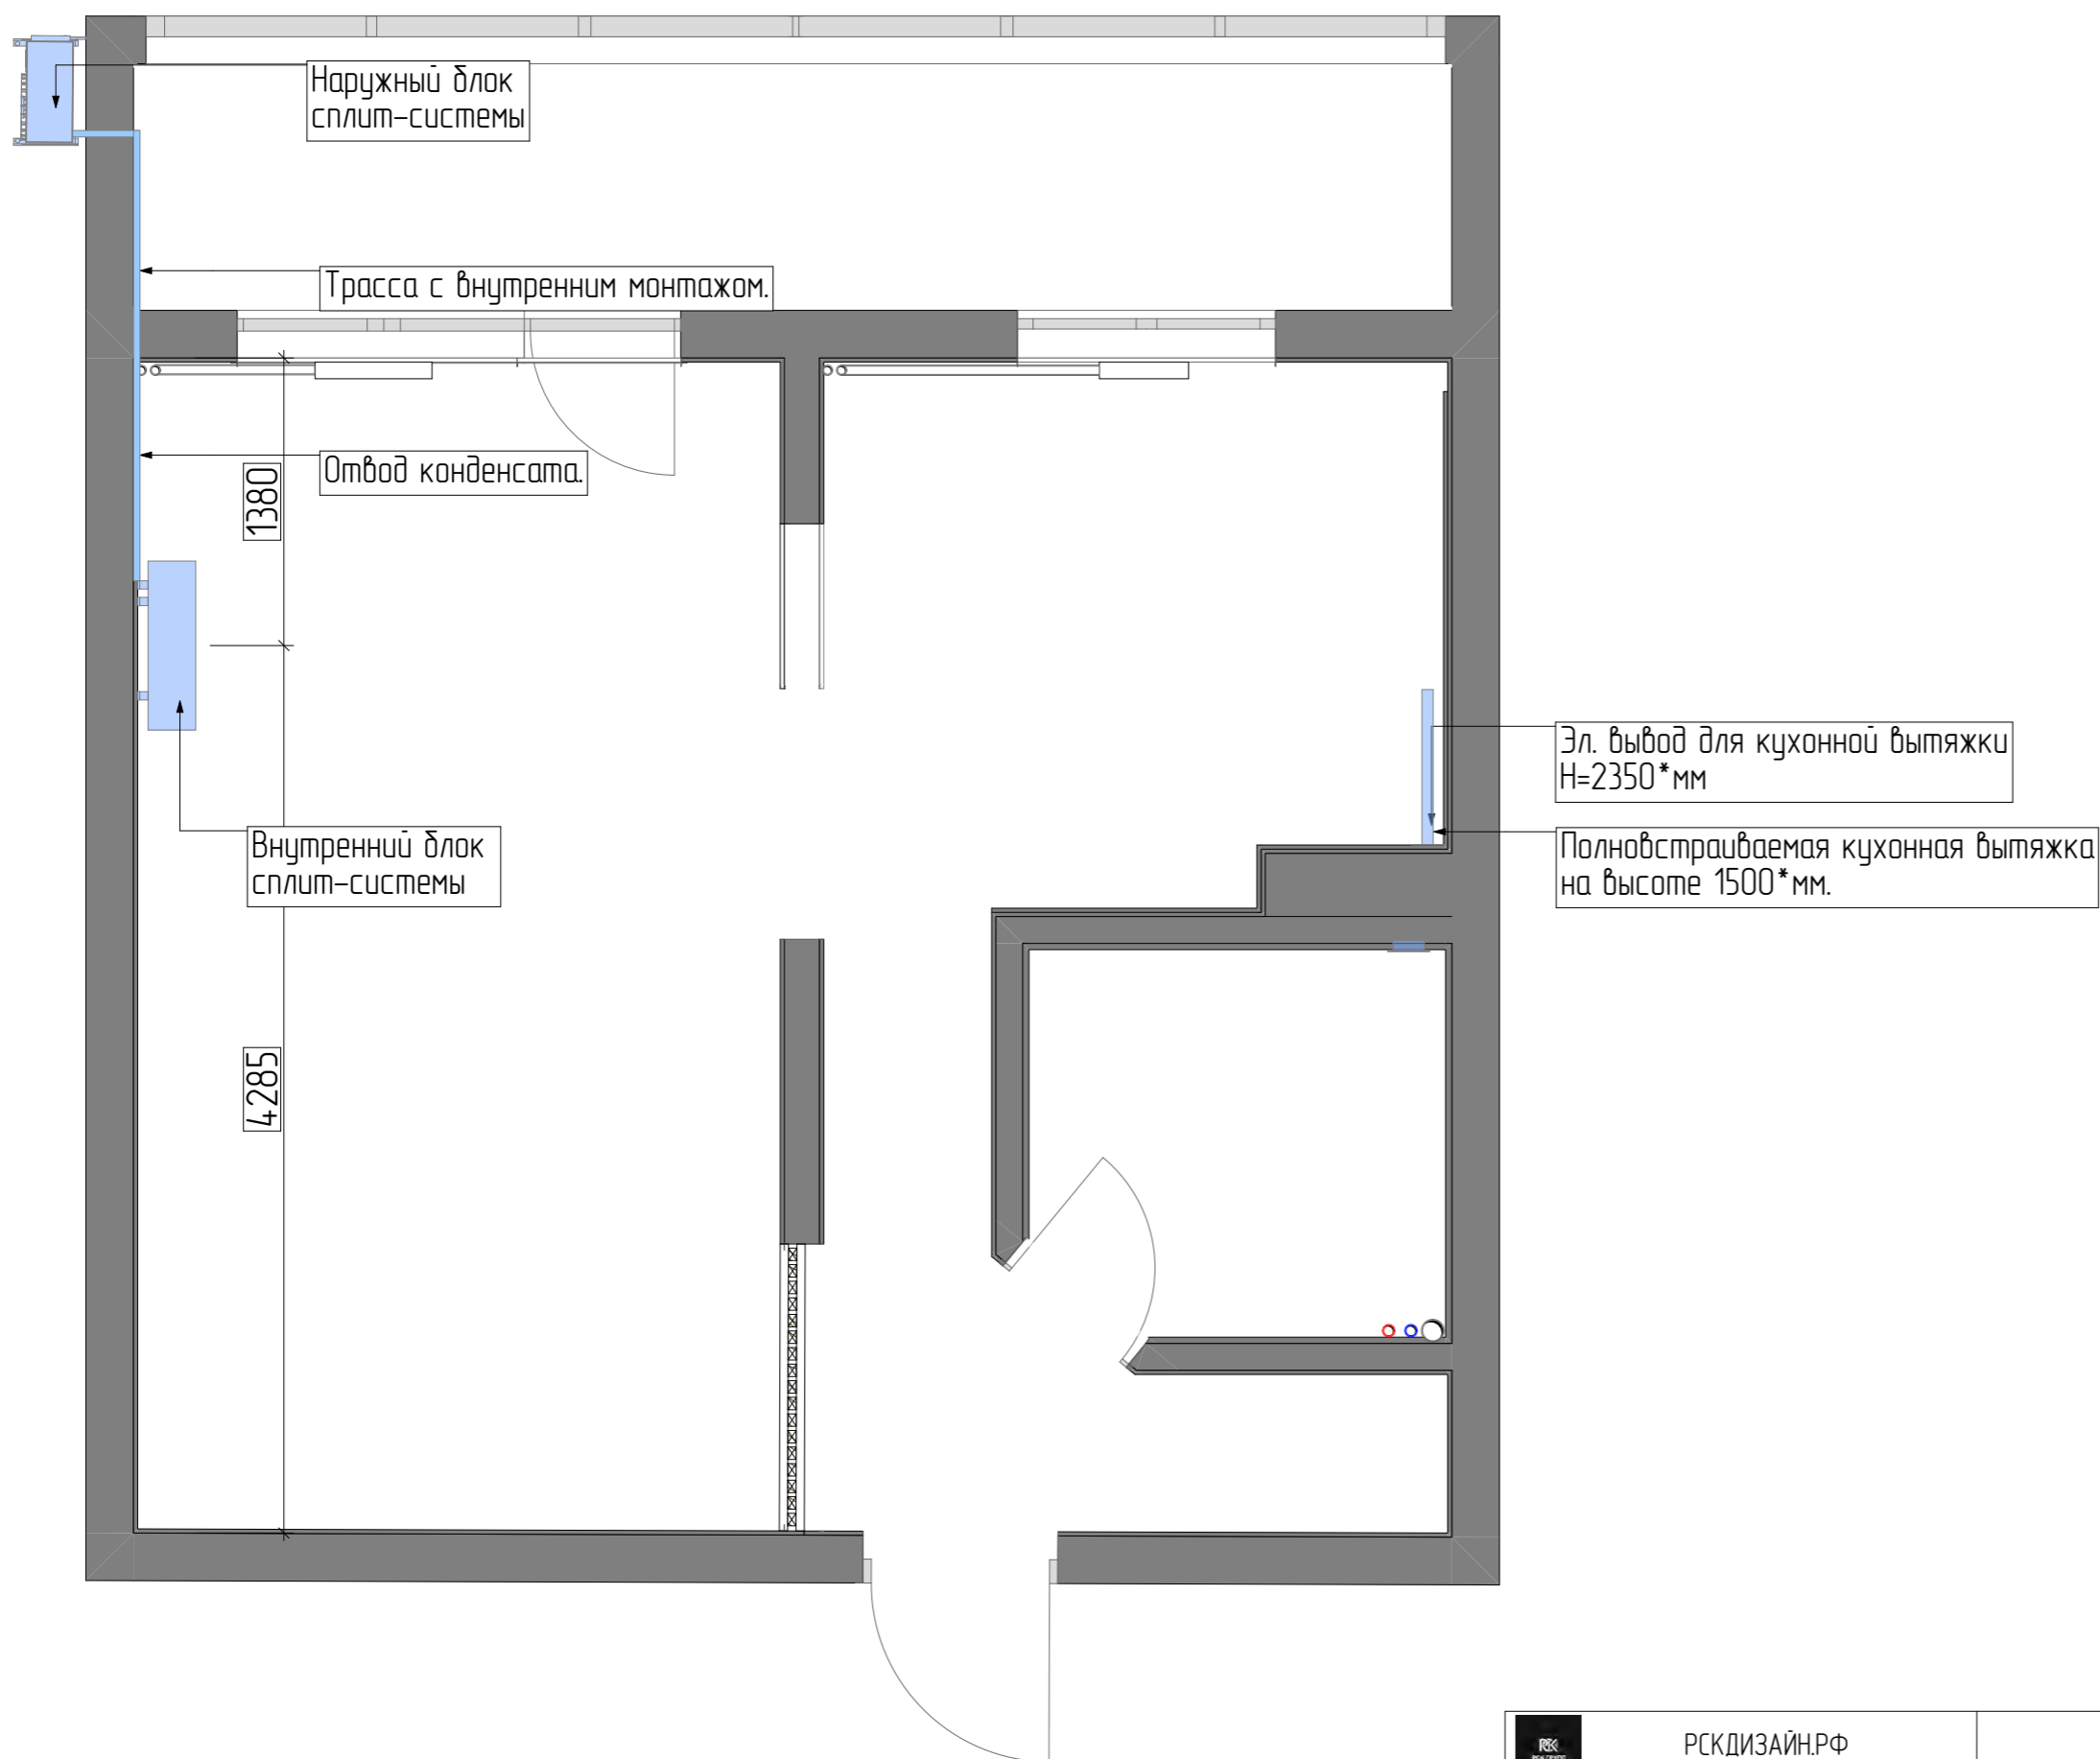 Наружный блок
сплит-системы
Трасса с внутренним монтажом.
Отвод конденсата.
1380
Эл. вывод для кухонной вытяжки
Н=2350*мм
Полновстраиваемая кухонная вытяжка
на высоте 1500*мм.
Внутренний блок
сплит-системы
4285
РСКДИЗАЙН.РФ
РСК